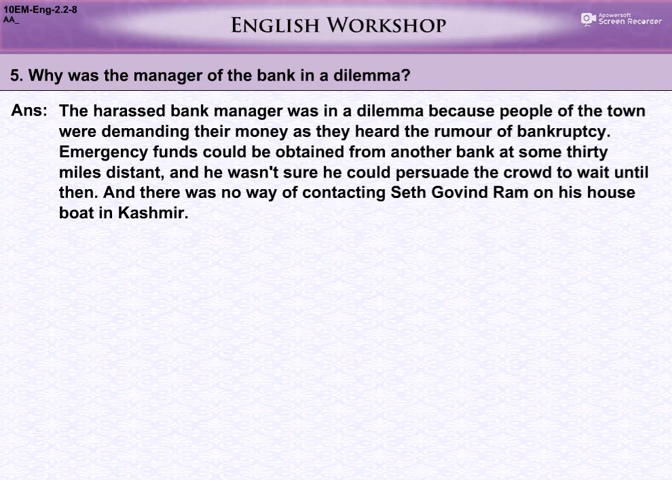 10EM-Eng-2.2-8
AA_
ENGLISH WORKSHOP
Apowersoft
Screen Recorder
5. Why was the manager of the bank in a dilemma?
Ans: The harassed bank manager was in a dilemma because people of the town
were demanding their money as they heard the rumour of bankruptcy.
Emergency funds could be obtained from another bank at some thirty
miles distant, and he wasn't sure he could persuade the crowd to wait until
then. And there was no way of contacting Seth Govind Ram on his house
boat in Kashmir.